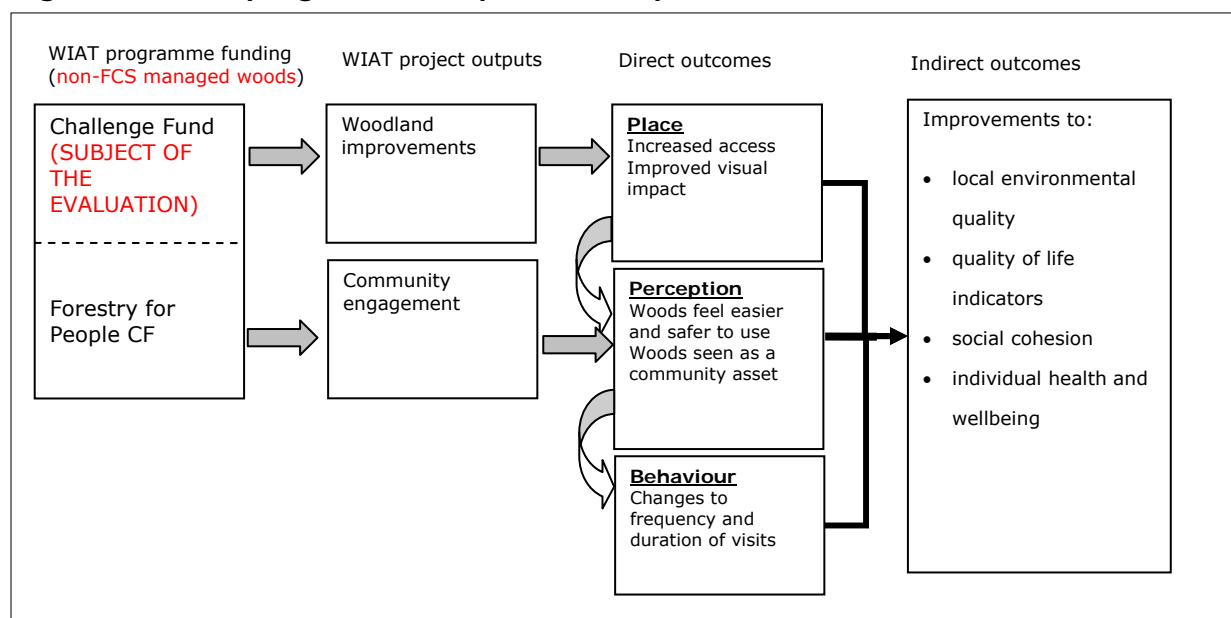 WIAT programme funding
(non-FCS managed woods)
WIAT project outputs
Direct outcomes
Indirect outcomes
Challenge Fund
(SUBJECT OF
THE
EVALUATION)
Forestry for
People CF
Woodland
improvements
Community
engagement
Place
Increased access
Improved visual
impact
Perception
Woods feel easier
and safer to use
Woods seen as a
community asset
Behaviour
Changes to
frequency and
duration of visits
Improvements to:
• local environmental
quality
• quality of life
indicators
• social cohesion
• individual health and
wellbeing